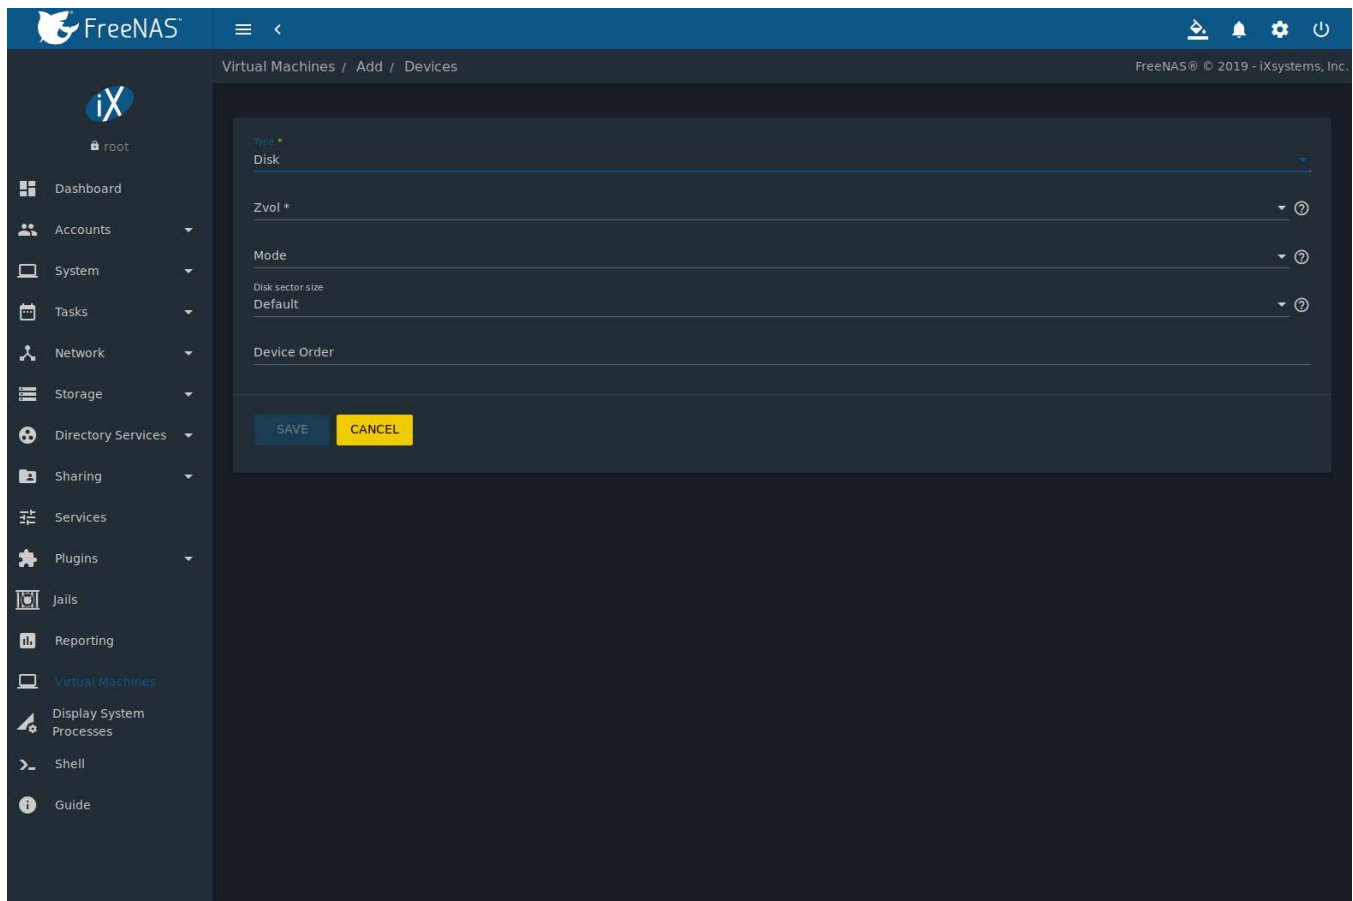 FreeNAS™
Virtual Machines / Add / Devices
FreeNAS® © 2019 - iXsystems, Inc.
iX
root
Dashboard
Accounts
System
Tasks
Network
Storage
Directory Services
Sharing
Services
Plugins
Jails
Reporting
Virtual Machines
Display System
Processes
Shell
Guide
Type *
Disk
Zvol *
Mode
Disk sector size
Default
Device Order
SAVE
CANCEL